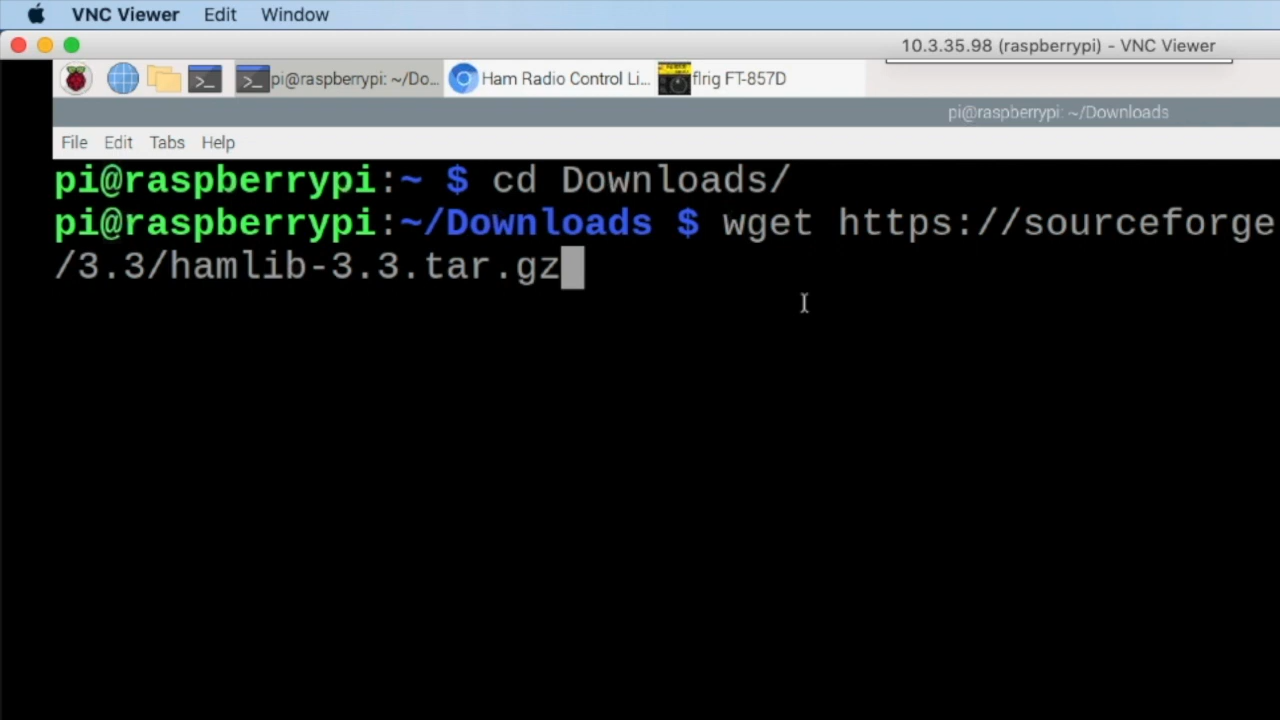 VNC Viewer Edit Window
10.3.35.98 (raspberrypi) - VNC Viewer
pi@raspberrypi: ~/Do... Ham Radio Control Li... flrig FT-857D
pi@raspberrypi: ~/Downloads
File Edit Tabs Help
pi@raspberrypi:~ $ cd Downloads/
pi@raspberrypi:~/Downloads $ wget https://sourceforge
/3.3/hamlib-3.3.tar.gz